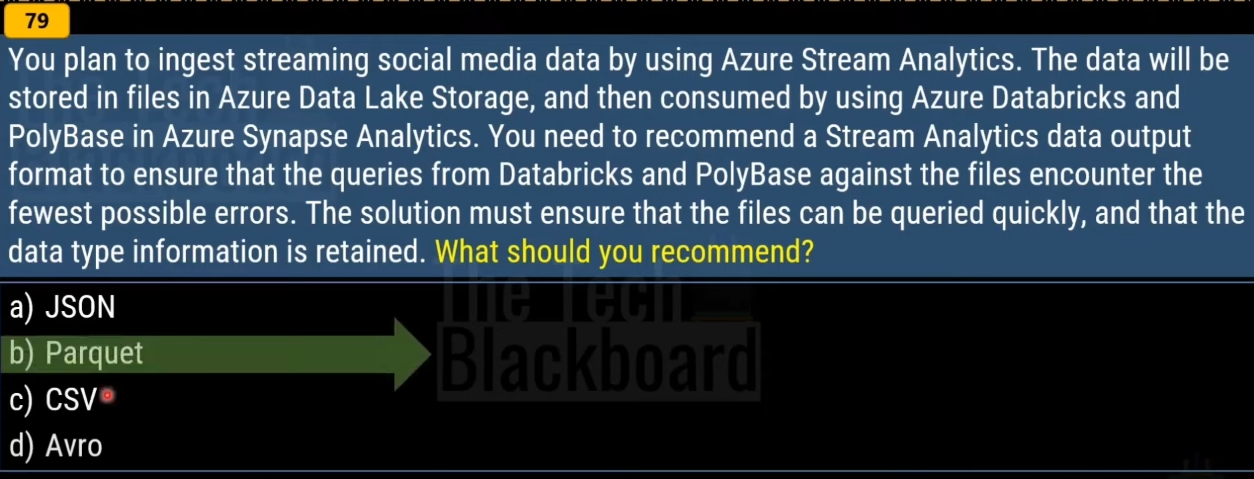 79
You plan to ingest streaming social media data by using Azure Stream Analytics. The data will be
stored in files in Azure Data Lake Storage, and then consumed by using Azure Databricks and
PolyBase in Azure Synapse Analytics. You need to recommend a Stream Analytics data output
format to ensure that the queries from Databricks and PolyBase against the files encounter the
fewest possible errors. The solution must ensure that the files can be queried quickly, and that the
data type information is retained. What should you recommend?
a) JSON
b) Parquet
c) CSV
d) Avro
The Tech
Blackboard